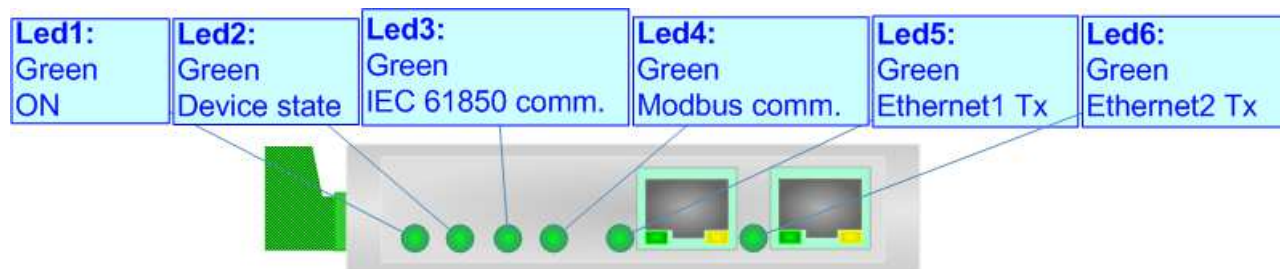 Led1:
Green
ON
Led2:
Green
Device state
Led3:
Green
IEC 61850 comm.
Led4:
Green
Modbus comm.
Led5:
Green
Ethernet1 Tx
Led6:
Green
Ethernet2 Tx